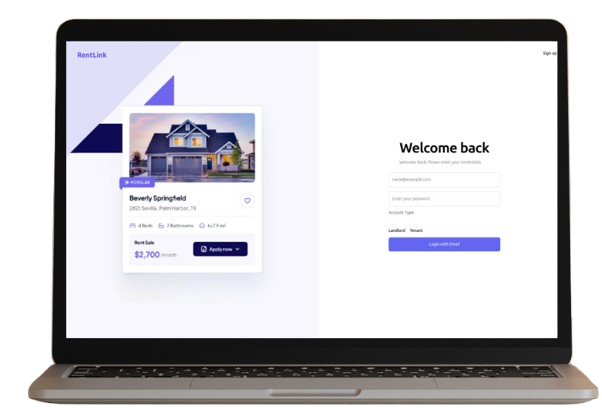 RentLink
Sign up
POPULAR
Beverly Springfield
2821 Sevilla, Palm Harbor, TX
4 Beds 2 Bathrooms 6x7.5 m²
Rent Sale
$2,700 /month
Apply now
Welcome back
Welcome back Please enter your credentials
name@example.com
Enter your password
Account Type
Landlord Tenant
Login with Email